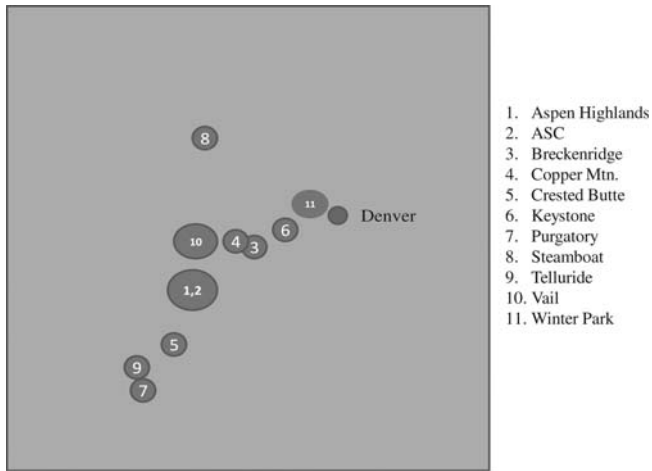 8
11
Denver
6
10
4
3
1,2
5
9
7
1. Aspen Highlands
2. ASC
3. Breckenridge
4. Copper Mtn.
5. Crested Butte
6. Keystone
7. Purgatory
8. Steamboat
9. Telluride
10. Vail
11. Winter Park